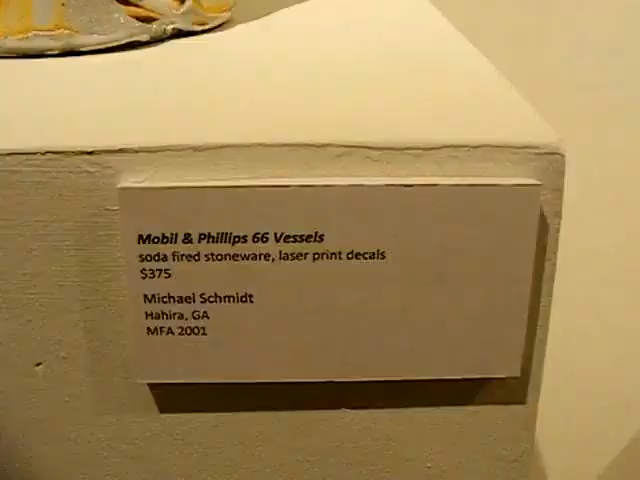 Mobil & Phillips 66 Vessels
soda fired stoneware, laser print decals
$375
Michael Schmidt
Hahira, GA
MFA 2001